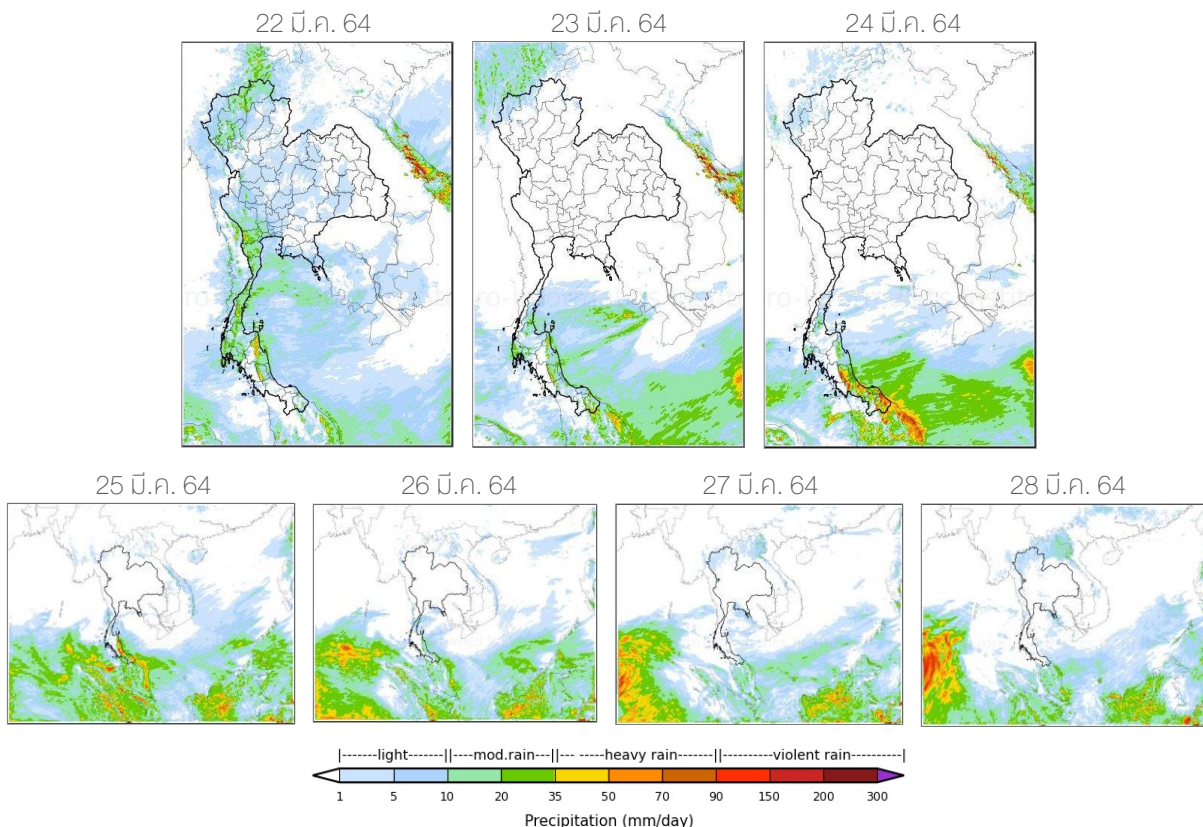 22 มี.ค. 64
23 มี.ค. 64
24 มี.ค. 64
25 มี.ค. 64
26 มี.ค. 64
27 มี.ค. 64
28 มี.ค. 64
|-------light-------||----mod.rain---||--- -----heavy rain------||---------violent rain-----------|
1 5 10 20 35 50 70 90 150 200 300
Precipitation (mm/day)